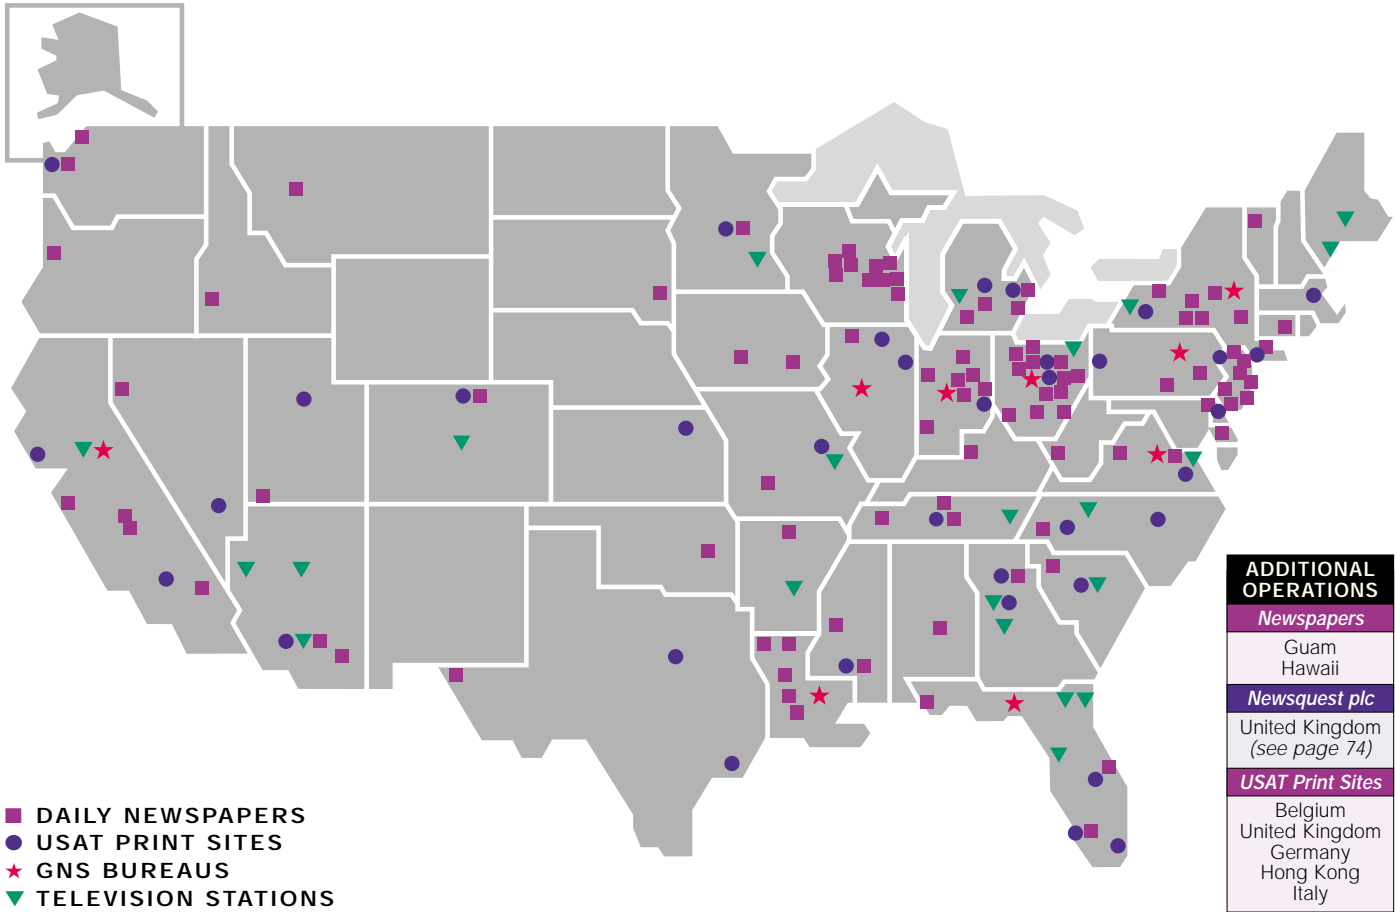 ADDITIONAL
OPERATIONS
Newspapers
Guam
Hawaii
Newsquest plc
United Kingdom
(see page 74)
USAT Print Sites
Belgium
United Kingdom
Germany
Hong Kong
Italy
DAILY NEWSPAPERS
USAT PRINT SITES
GNS BUREAUS
TELEVISION STATIONS